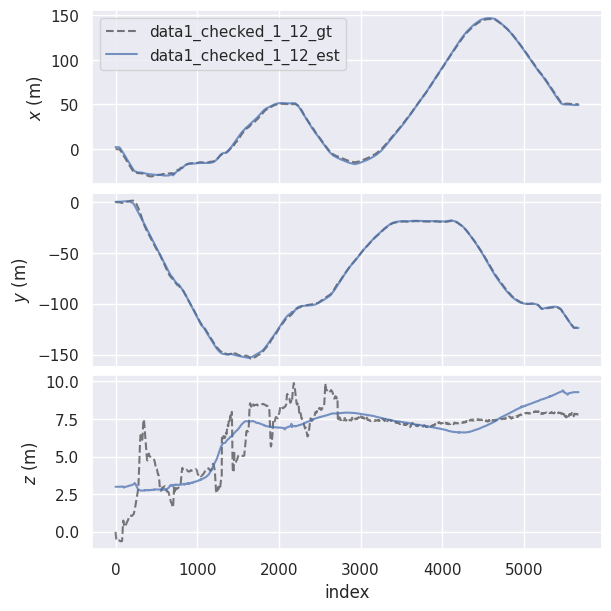 150
100
50
0
x (m)
data1_checked_1_12_gt
data1_checked_1_12_est
0
−50
−100
−150
y (m)
10.0
7.5
5.0
2.5
0.0
z (m)
0 1000 2000 3000 4000 5000
index